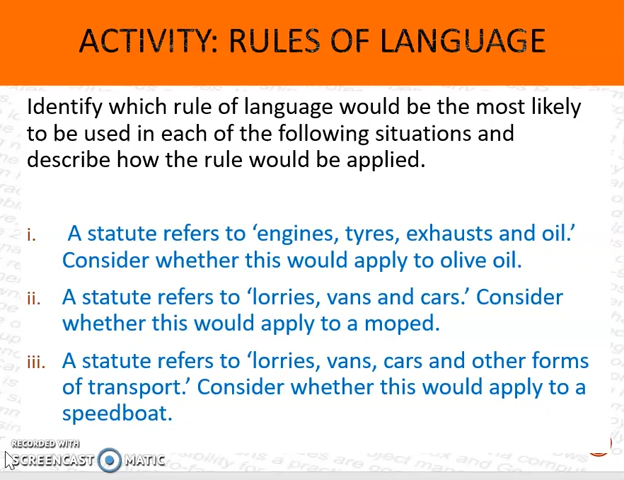 ACTIVITY: RULES OF LANGUAGE
Identify which rule of language would be the most likely
to be used in each of the following situations and
describe how the rule would be applied.
i. A statute refers to ‘engines, tyres, exhausts and oil.’
Consider whether this would apply to olive oil.
ii. A statute refers to ‘lorries, vans and cars.’ Consider
whether this would apply to a moped.
iii. A statute refers to ‘lorries, vans, cars and other forms
of transport.’ Consider whether this would apply to a
speedboat.
RECORDED WITH
SCREENCAST MATIC